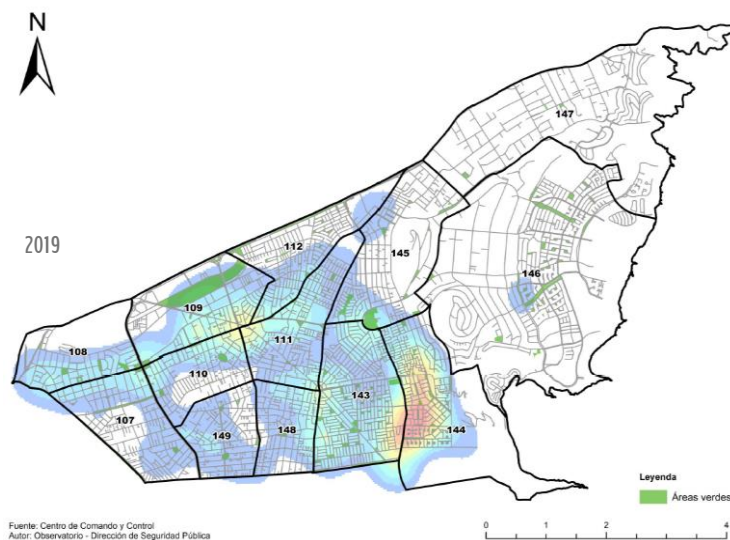 N
147
2019
112
145
146
109
108
111
110
143
107
149
148
144
Leyenda
Áreas verdes
Fuente: Centro de Comando y Control
Autor: Observatorio - Dirección de Seguridad Pública
0 1 2 4